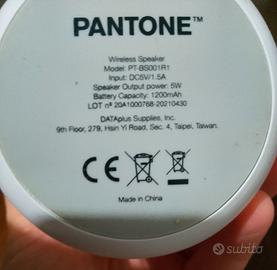 PANTONE™
Wireless Speaker
Model: PT-BS001R1
Input: DC5V/1.5A
Speaker Output power: 5W
Battery Capacity: 1200mAh
LOT n° 20A1000768-20210430
DATAplus Supplies, Inc.
9th Floor, 279, Hsin Yi Road, Sec. 4, Taipei, Taiwan.
CE
Made in China
subito